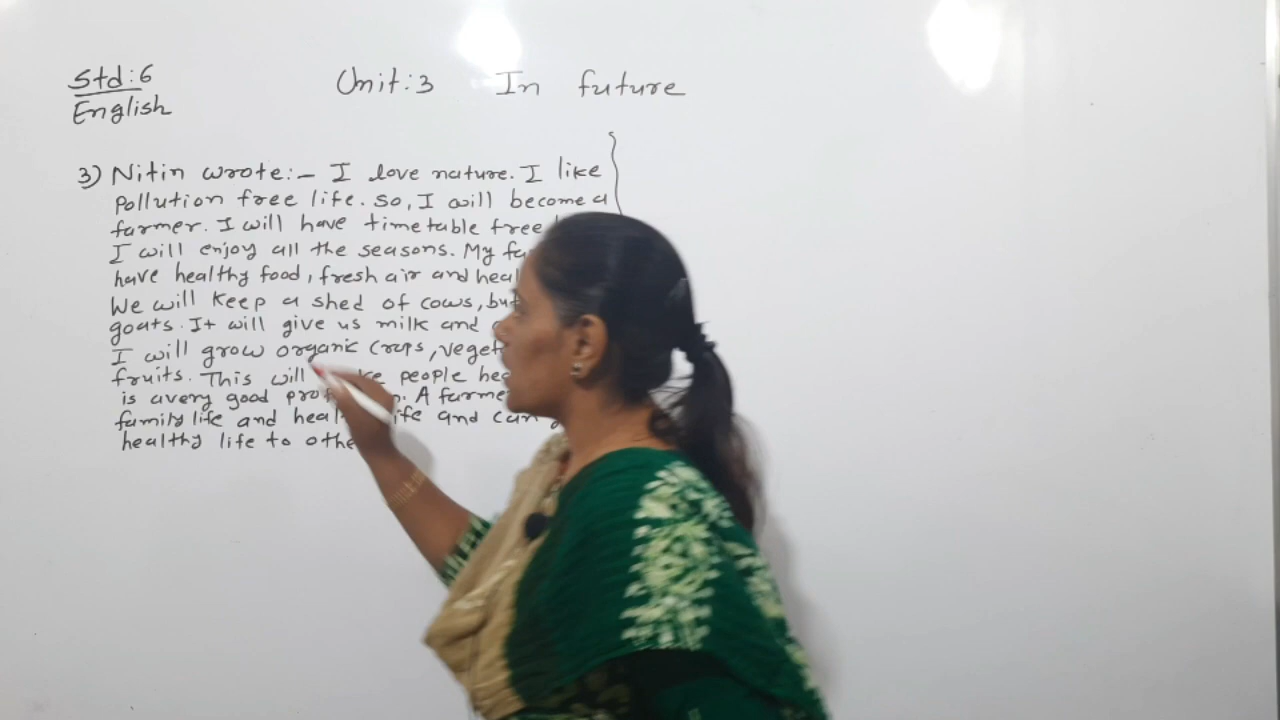 Std:6
English
Unit:3 In future
3) Nitin wrote:- I love nature. I like
Pollution free life. So, I will become a
farmer. I will have timetable free
I will enjoy all the seasons. My
have healthy food, fresh air and
We will keep a shed of cows,
goats. It will give us milk and
I will grow organic crops,
fruits. This will people
is a very good A
family life and life and can
healthy life to